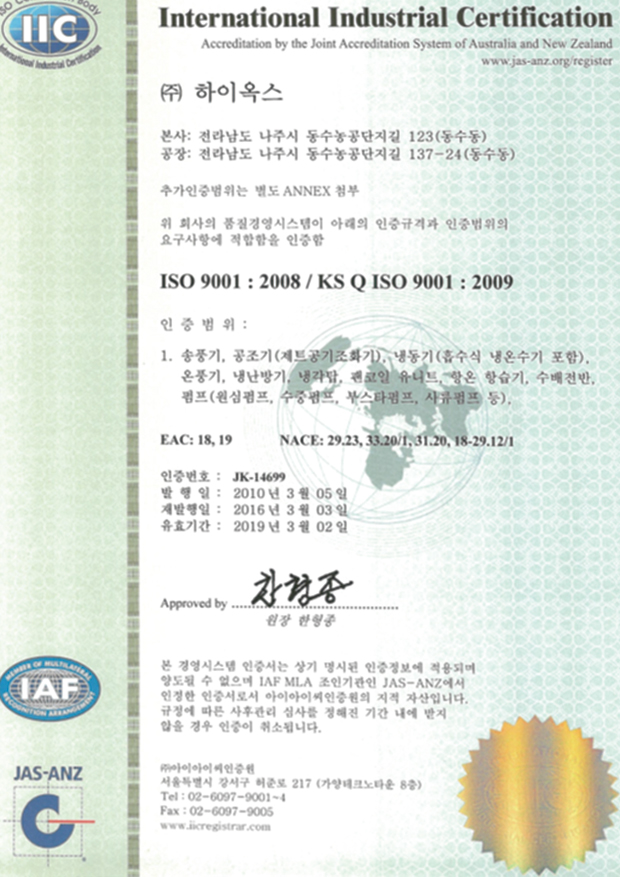 ISO C... Body
IIC
International Industrial Certification
International Industrial Certification
Accreditation by the Joint Accreditation System of Australia and New Zealand
www.jas-anz.org/register
㈜ 하이옥스
본사: 전라남도 나주시 동수농공단지길 123(동수동)
공장: 전라남도 나주시 동수농공단지길 137-24(동수동)
추가인증범위는 별도 ANNEX 첨부
위 회사의 품질경영시스템이 아래의 인증규격과 인증범위의
요구사항에 적합함을 인증함
ISO 9001 : 2008 / KS Q ISO 9001 : 2009
인 증 범 위 :
1. 송풍기, 공조기(제트공기조화기), 냉동기(흡수식 냉온수기 포함),
온풍기, 냉난방기, 냉각탑, 팬코일 유니트, 항온 항습기, 수배전반,
펌프(원심펌프, 수중펌프, 부스타펌프, 사류펌프 등).
EAC: 18, 19 NACE: 29.23, 33.20/1, 31.20, 18-29.12/1
인증번호 : JK-14699
발 행 일 : 2010 년 3 월 05 일
재발행일 : 2016 년 3 월 03 일
유효기간 : 2019 년 3 월 02 일
Approved by
원장 한형종
본 경영시스템 인증서는 상기 명시된 인증정보에 적용되며
양도될 수 없으며 IAF MLA 조인기관인 JAS-ANZ에서
인정한 인증서로서 아이아이씨인증원의 지적 자산입니다.
규정에 따른 사후관리 심사를 정해진 기간 내에 받지
않을 경우 인증이 취소됩니다.
MEMBER OF MULTILATERAL
IAF
RECOGNITION ARRANGEMENT
JAS-ANZ
㈜아이아이씨인증원
서울특별시 강서구 허준로 217 (가양테크노타운 8층)
Tel : 02-6097-9001~4
Fax : 02-6097-9005
www.iicregistrar.com